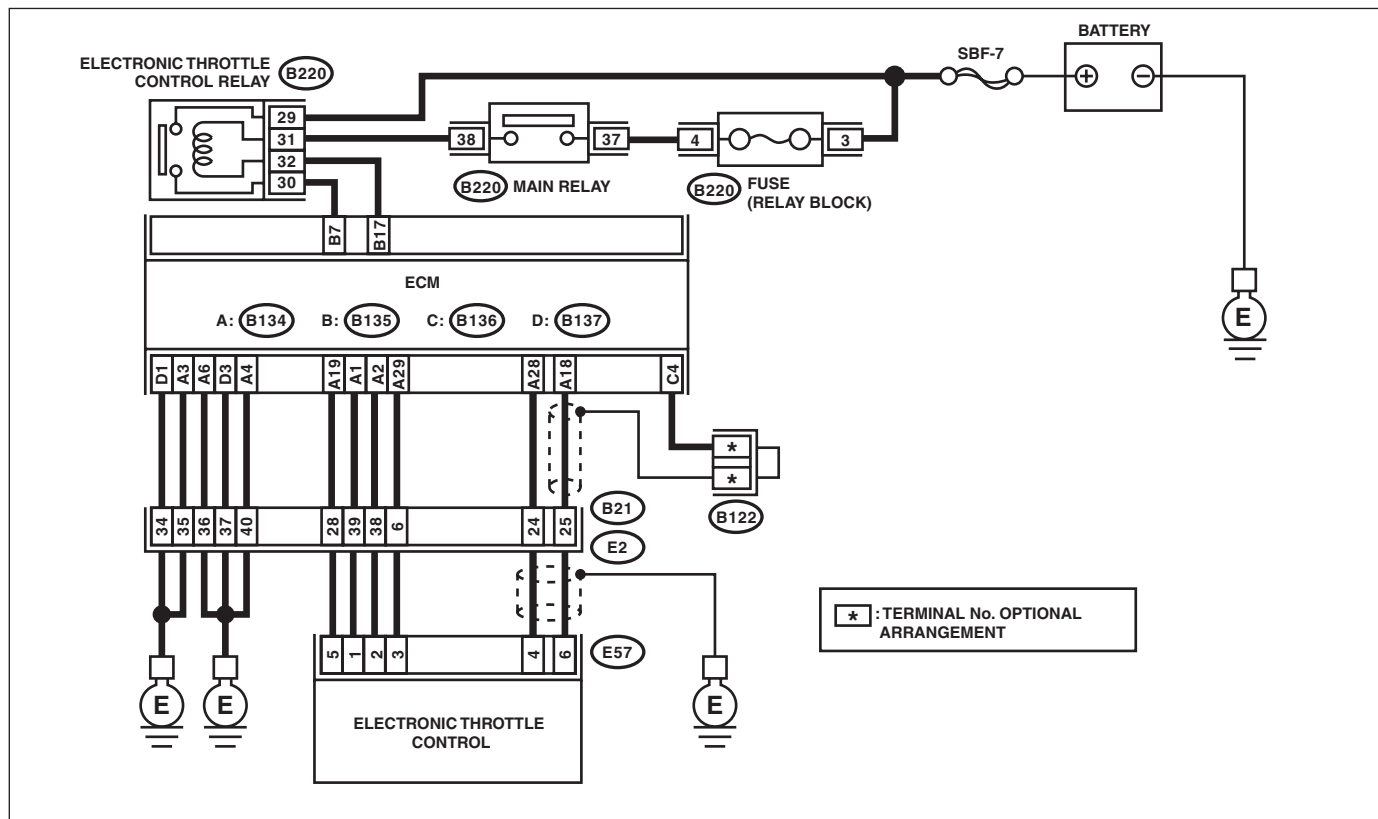 BATTERY
SBF-7
ELECTRONIC THROTTLE
CONTROL RELAY
B220
29
31
32
30
38
37
4
3
B220 MAIN RELAY
B220 FUSE
(RELAY BLOCK)
E
B7
B17
ECM
A: B134
B: B135
C: B136
D: B137
D1
A3
A6
D3
A4
A19
A1
A2
A29
A28
A18
C4
*
*
B122
34
35
36
37
40
28
39
38
6
24
25
B21
E2
* : TERMINAL No. OPTIONAL
ARRANGEMENT
5
1
2
3
4
6
E57
E
E
E
ELECTRONIC THROTTLE
CONTROL